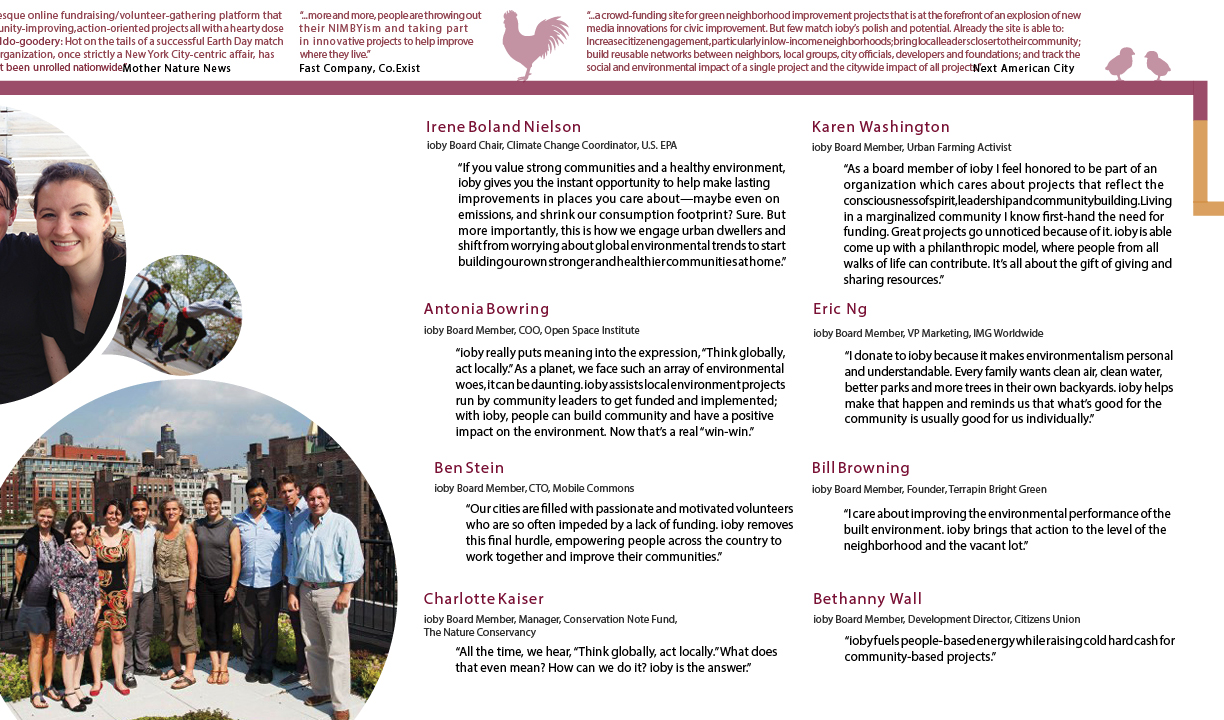 esque online fundraising/volunteer-gathering platform that
unity-improving, action-oriented projects all with a hearty dose
ldo-goodery: Hot on the tails of a successful Earth Day match
rganization, once strictly a New York City-centric affair, has
t been unrolled nationwide."
Mother Nature News
"...more and more, people are throwing out
their NIMBYism and taking part
in innovative projects to help improve
where they live."
Fast Company, Co.Exist
"...a crowd-funding site for green neighborhood improvement projects that is at the forefront of an explosion of new
media innovations for civic improvement. But few match ioby's polish and potential. Already the site is able to:
Increase citizen engagement, particularly in low-income neighborhoods; bring local leaders closer to their community;
build reusable networks between neighbors, local groups, city officials, developers and foundations; and track the
social and environmental impact of a single project and the citywide impact of all projects."
Next American City
Irene Boland Nielson
ioby Board Chair, Climate Change Coordinator, U.S. EPA
"If you value strong communities and a healthy environment,
ioby gives you the instant opportunity to help make lasting
improvements in places you care about—maybe even on
emissions, and shrink our consumption footprint? Sure. But
more importantly, this is how we engage urban dwellers and
shift from worrying about global environmental trends to start
building our own stronger and healthier communities at home."
Antonia Bowring
ioby Board Member, COO, Open Space Institute
"ioby really puts meaning into the expression, "Think globally,
act locally." As a planet, we face such an array of environmental
woes, it can be daunting. ioby assists local environment projects
run by community leaders to get funded and implemented;
with ioby, people can build community and have a positive
impact on the environment. Now that's a real "win-win."
Ben Stein
ioby Board Member, CTO, Mobile Commons
"Our cities are filled with passionate and motivated volunteers
who are so often impeded by a lack of funding. ioby removes
this final hurdle, empowering people across the country to
work together and improve their communities."
Charlotte Kaiser
ioby Board Member, Manager, Conservation Note Fund,
The Nature Conservancy
"All the time, we hear, "Think globally, act locally." What does
that even mean? How can we do it? ioby is the answer."
Karen Washington
ioby Board Member, Urban Farming Activist
"As a board member of ioby I feel honored to be part of an
organization which cares about projects that reflect the
consciousness of spirit, leadership and community building. Living
in a marginalized community I know first-hand the need for
funding. Great projects go unnoticed because of it. ioby is able
come up with a philanthropic model, where people from all
walks of life can contribute. It's all about the gift of giving and
sharing resources."
Eric Ng
ioby Board Member, VP Marketing, IMG Worldwide
"I donate to ioby because it makes environmentalism personal
and understandable. Every family wants clean air, clean water,
better parks and more trees in their own backyards. ioby helps
make that happen and reminds us that what's good for the
community is usually good for us individually."
Bill Browning
ioby Board Member, Founder, Terrapin Bright Green
"I care about improving the environmental performance of the
built environment. ioby brings that action to the level of the
neighborhood and the vacant lot."
Bethanny Wall
ioby Board Member, Development Director, Citizens Union
"ioby fuels people-based energy while raising cold hard cash for
community-based projects."